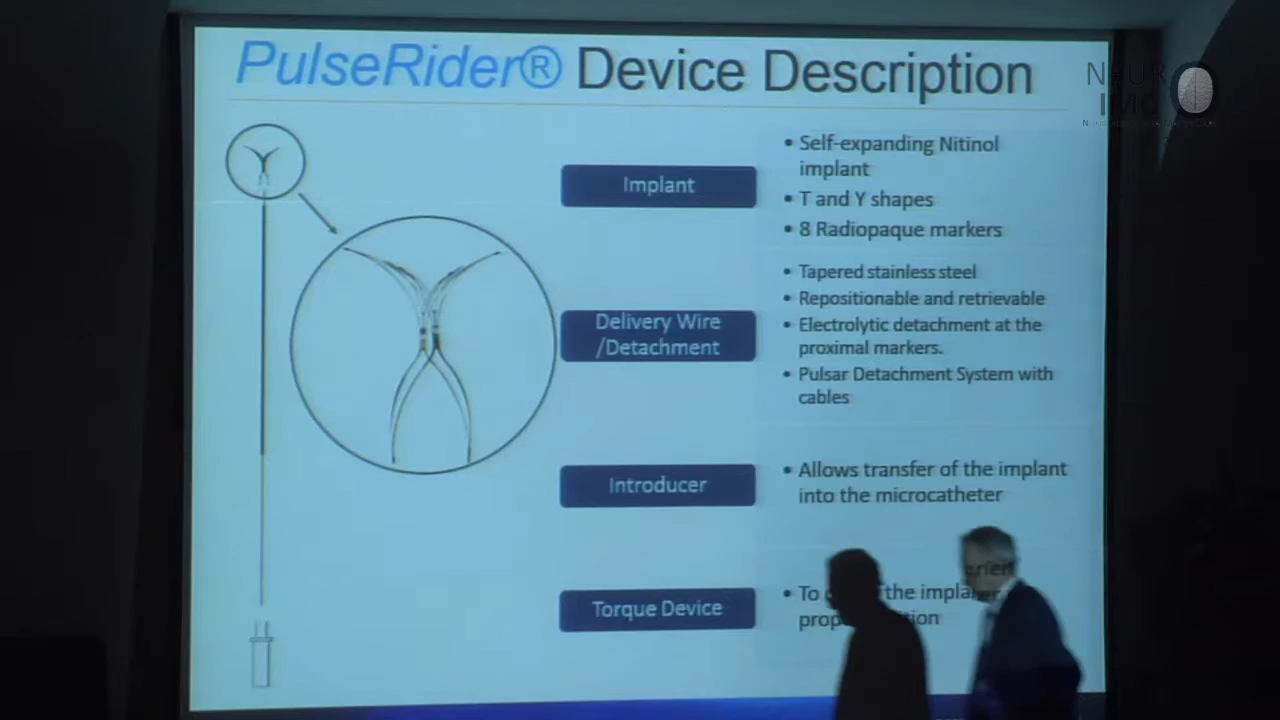 PulseRider® Device Description
Implant
• Self-expanding Nitinol
implant
• T and Y shapes
• 8 Radiopaque markers
Delivery Wire
/Detachment
• Tapered stainless steel
• Repositionable and retrievable
• Electrolytic detachment at the
proximal markers.
• Pulsar Detachment System with
cables
Introducer
• Allows transfer of the implant
into the microcatheter
Torque Device
• To the